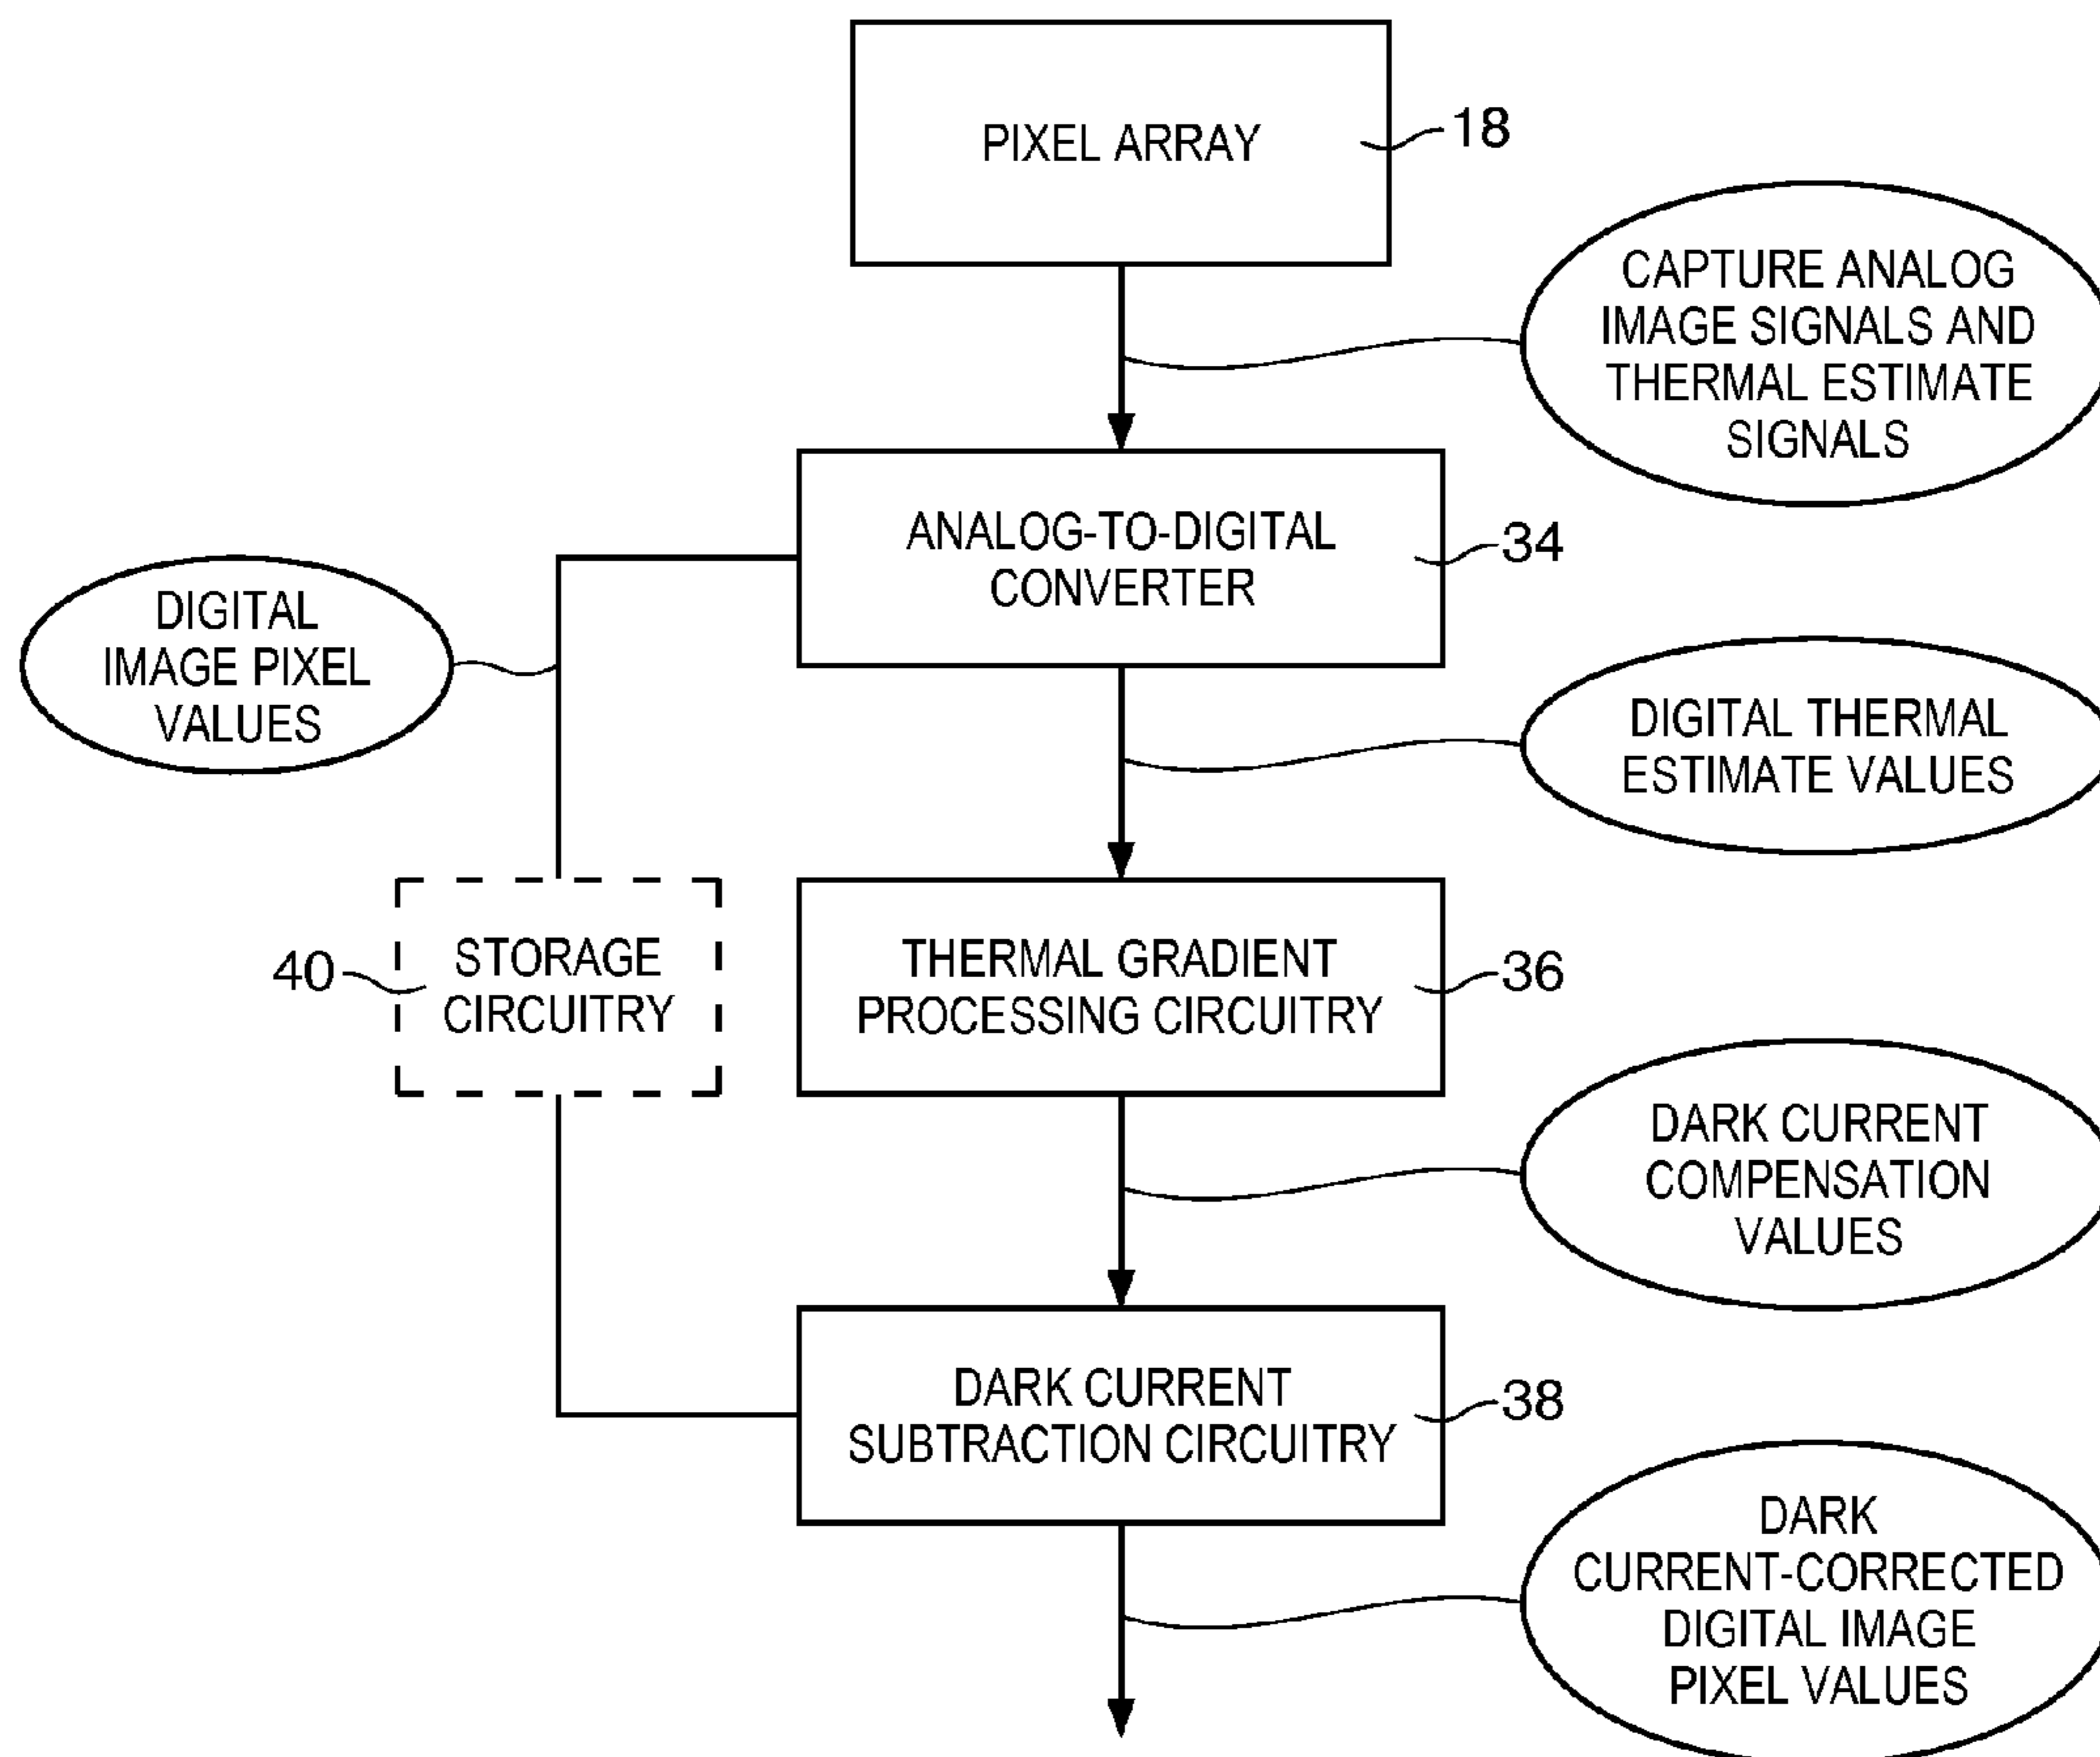 PIXEL ARRAY
18
CAPTURE ANALOG
IMAGE SIGNALS AND
THERMAL ESTIMATE
SIGNALS
ANALOG-TO-DIGITAL
CONVERTER
34
DIGITAL
IMAGE PIXEL
VALUES
DIGITAL THERMAL
ESTIMATE VALUES
40
STORAGE
CIRCUITRY
THERMAL GRADIENT
PROCESSING CIRCUITRY
36
DARK CURRENT
COMPENSATION
VALUES
DARK CURRENT
SUBTRACTION CIRCUITRY
38
DARK
CURRENT-CORRECTED
DIGITAL IMAGE
PIXEL VALUES